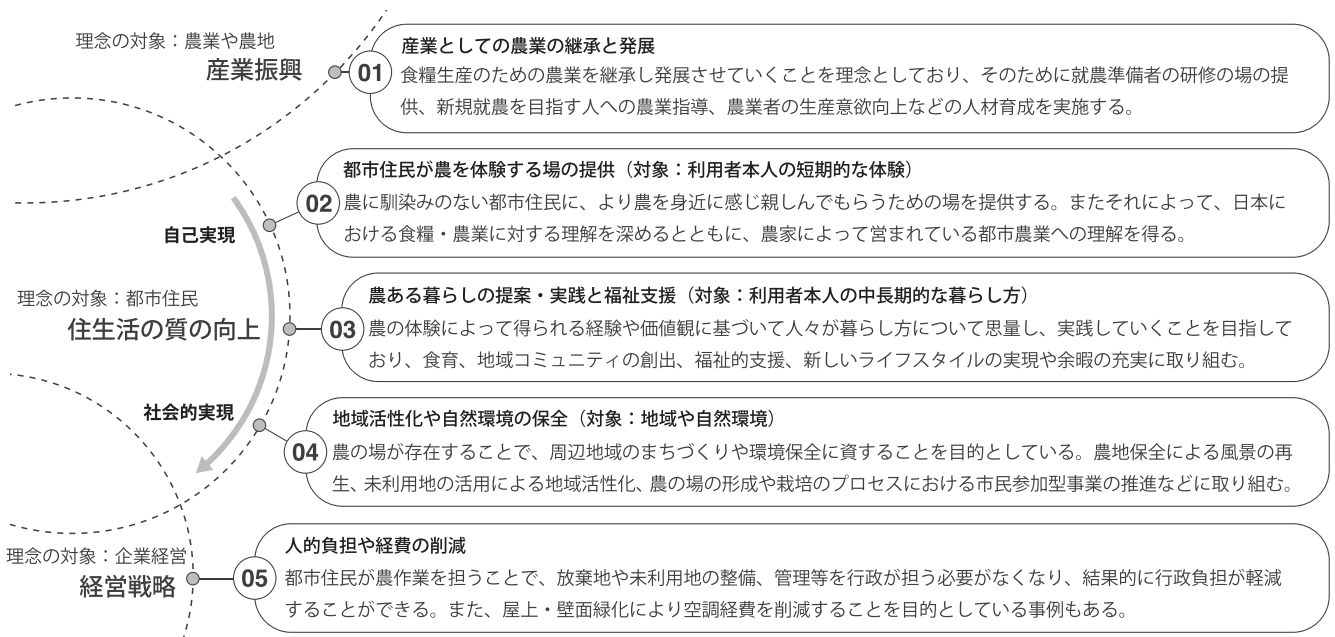 理念の対象：農業や農地
産業振興
01
産業としての農業の継承と発展
食糧生産のための農業を継承し発展させていくことを理念としており、そのために就農準備者の研修の場の提
供、新規就農を目指す人への農業指導、農業者の生産意欲向上などの人材育成を実施する。
02
都市住民が農を体験する場の提供（対象：利用者本人の短期的な体験）
農に馴染みのない都市住民に、より農を身近に感じ親しんでもらうための場を提供する。またそれによって、日本に
おける食糧・農業に対する理解を深めるとともに、農家によって営まれている都市農業への理解を得る。
自己実現
理念の対象：都市住民
住生活の質の向上
03
農ある暮らしの提案・実践と福祉支援（対象：利用者本人の中長期的な暮らし方）
農の体験によって得られる経験や価値観に基づいて人々が暮らし方について思量し、実践していくことを目指して
おり、食育、地域コミュニティの創出、福祉的支援、新しいライフスタイルの実現や余暇の充実に取り組む。
社会的実現
04
地域活性化や自然環境の保全（対象：地域や自然環境）
農の場が存在することで、周辺地域のまちづくりや環境保全に資することを目的としている。農地保全による風景の再
生、未利用地の活用による地域活性化、農の場の形成や栽培のプロセスにおける市民参加型事業の推進などに取り組む。
理念の対象：企業経営
経営戦略
05
人的負担や経費の削減
都市住民が農作業を担うことで、放棄地や未利用地の整備、管理等を行政が担う必要がなくなり、結果的に行政負担が軽減
することができる。また、屋上・壁面緑化により空調経費を削減することを目的としている事例もある。